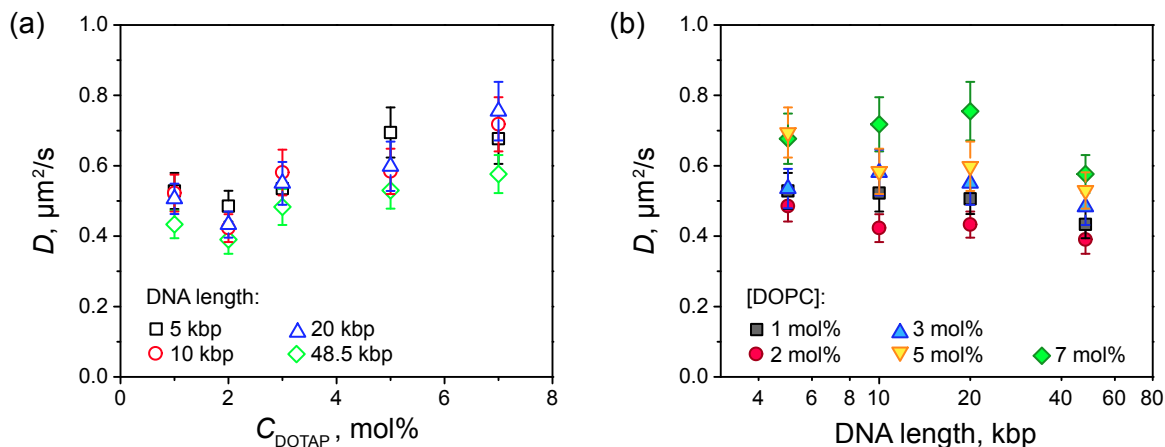 (a)
1.0
0.8
0.6
0.4
0.2
0.0
D, μm²/s
DNA length:
5 kbp
20 kbp
10 kbp
48.5 kbp
0 2 4 6 8
C_DOTAP, mol%
(b)
1.0
0.8
0.6
0.4
0.2
0.0
D, μm²/s
[DOPC]:
1 mol%
3 mol%
2 mol%
5 mol%
7 mol%
4 6 8 10 20 40 60 80
DNA length, kbp